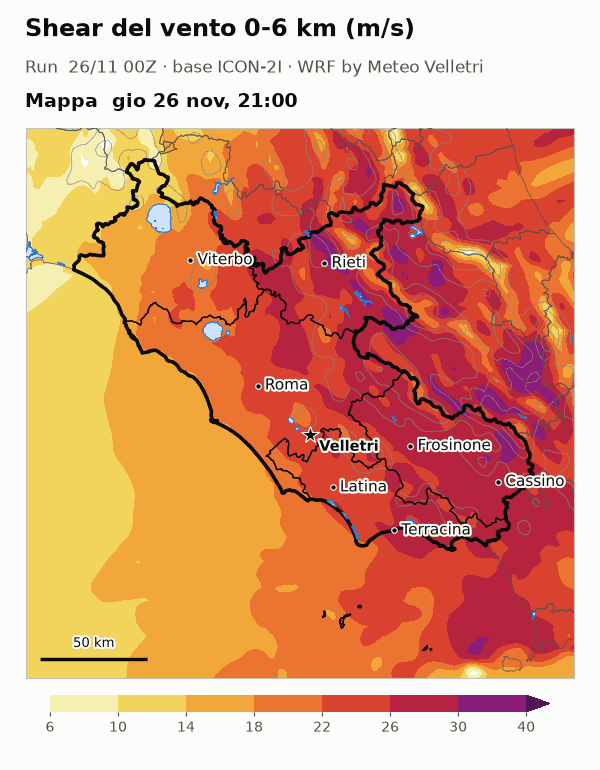 Shear del vento 0-6 km (m/s)
Run  26/11 00Z · base ICON-2I · WRF by Meteo Velletri
Mappa  gio 26 nov, 21:00
Viterbo
Rieti
Roma
Velletri
Frosinone
Latina
Cassino
Terracina
50 km
6 10 14 18 22 26 30 40